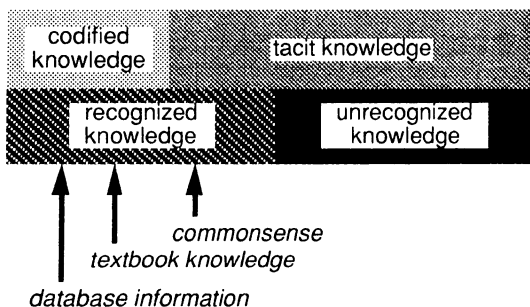 codified
knowledge
tacit knowledge
recognized
knowledge
unrecognized
knowledge
commonsense
textbook knowledge
database information